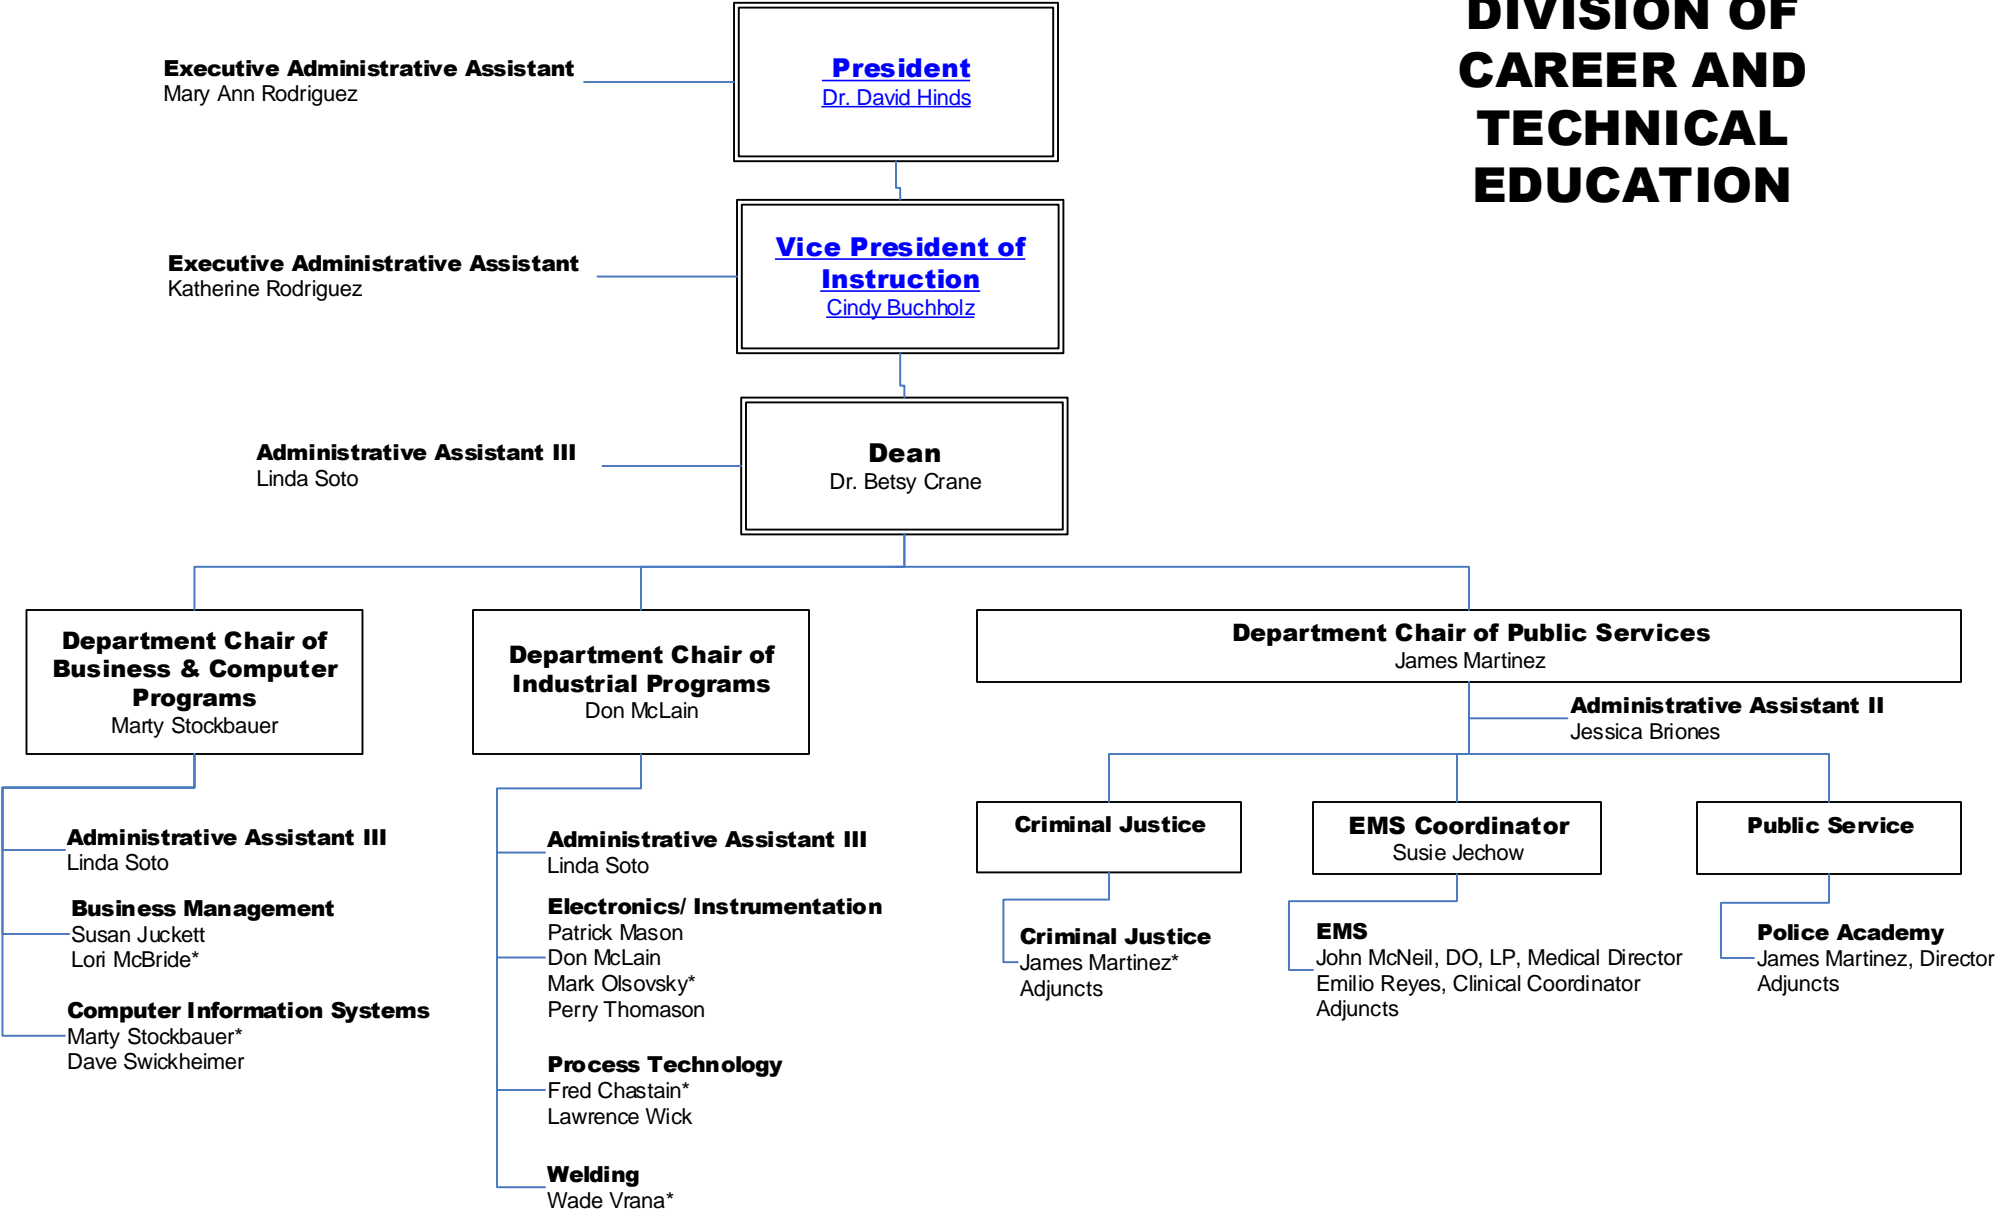 DIVISION OF
CAREER AND
TECHNICAL
EDUCATION
President
Dr. David Hinds
Executive Administrative Assistant
Mary Ann Rodriguez
Vice President of
Instruction
Cindy Buchholz
Executive Administrative Assistant
Katherine Rodriguez
Dean
Dr. Betsy Crane
Administrative Assistant III
Linda Soto
Department Chair of
Business & Computer
Programs
Marty Stockbauer
Administrative Assistant III
Linda Soto
Business Management
Susan Juckett
Lori McBride*
Computer Information Systems
Marty Stockbauer*
Dave Swickheimer
Department Chair of
Industrial Programs
Don McLain
Administrative Assistant III
Linda Soto
Electronics/ Instrumentation
Patrick Mason
Don McLain
Mark Olsovsky*
Perry Thomason
Process Technology
Fred Chastain*
Lawrence Wick
Welding
Wade Vrana*
Department Chair of Public Services
James Martinez
Administrative Assistant II
Jessica Briones
Criminal Justice
Criminal Justice
James Martinez*
Adjuncts
EMS Coordinator
Susie Jechow
EMS
John McNeil, DO, LP, Medical Director
Emilio Reyes, Clinical Coordinator
Adjuncts
Public Service
Police Academy
James Martinez, Director
Adjuncts